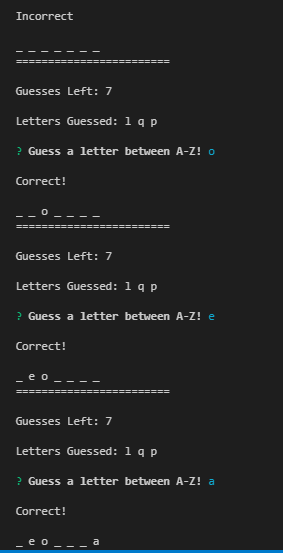 Incorrect
_ _ _ _ _ _ _
========================
Guesses Left: 7
Letters Guessed: l q p
? Guess a letter between A-Z! o
Correct!
_ _ o _ _ _ _
========================
Guesses Left: 7
Letters Guessed: l q p
? Guess a letter between A-Z! e
Correct!
_ e o _ _ _ _
========================
Guesses Left: 7
Letters Guessed: l q p
? Guess a letter between A-Z! a
Correct!
_ e o _ _ _ a